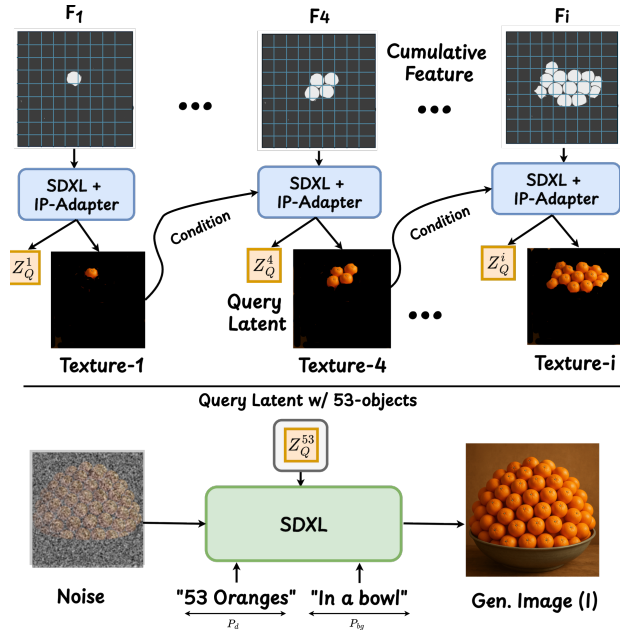 F1
F4
Fi
Cumulative
Feature
SDXL +
IP-Adapter
SDXL +
IP-Adapter
SDXL +
IP-Adapter
Condition
Condition
Z_Q^1
Z_Q^4
Z_Q^i
Query
Latent
Texture-1
Texture-4
Texture-i
Query Latent w/ 53-objects
Z_Q^53
SDXL
Noise
"53 Oranges"
"In a bowl"
Gen. Image (I)
P_d
P_bg